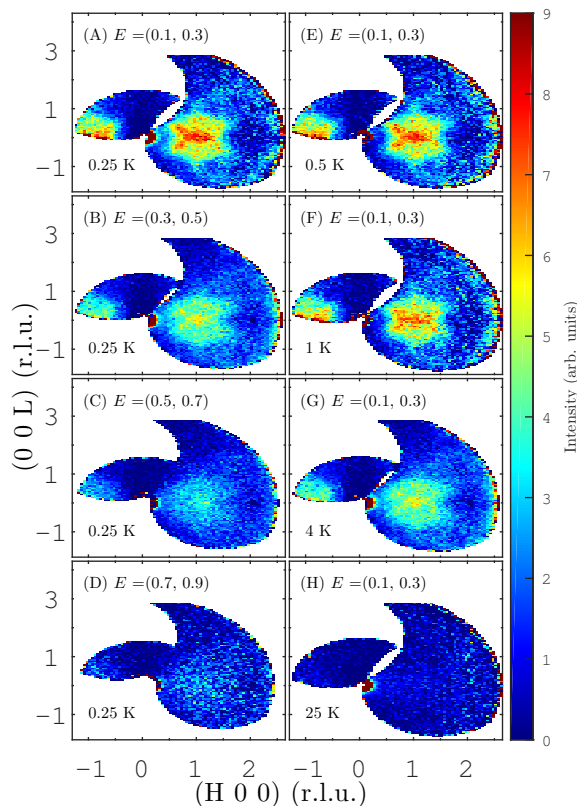 (A) E =(0.1, 0.3)
0.25 K
(E) E =(0.1, 0.3)
0.5 K
(B) E =(0.3, 0.5)
0.25 K
(F) E =(0.1, 0.3)
1 K
(C) E =(0.5, 0.7)
0.25 K
(G) E =(0.1, 0.3)
4 K
(D) E =(0.7, 0.9)
0.25 K
(H) E =(0.1, 0.3)
25 K
3
1
−1
3
1
−1
3
1
−1
3
1
−1
(0 0 L) (r.l.u.)
−1 0 1 2 −1 0 1 2
(H 0 0) (r.l.u.)
9
8
7
6
5
4
3
2
1
0
Intensity (arb. units)